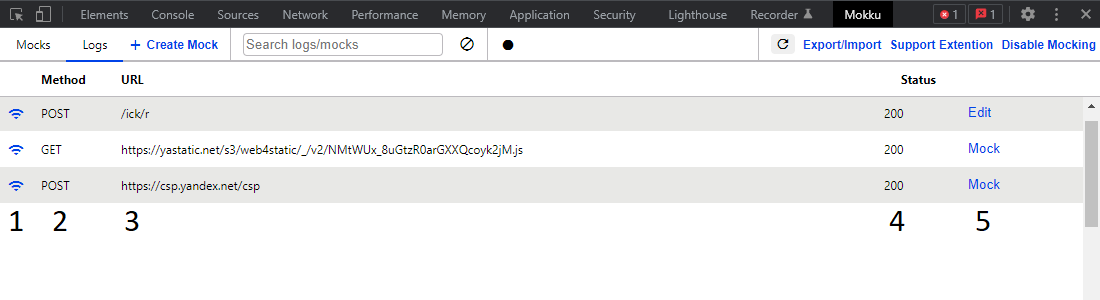 Elements Console Sources Network Performance Memory Application Security Lighthouse Recorder Mokku 1 1
Mocks Logs + Create Mock Search logs/mocks Export/Import Support Extention Disable Mocking
Method URL Status
POST /ick/r 200 Edit
GET https://yastatic.net/s3/web4static/_/v2/NMtWUx_8uGtzR0arGXXQcoyk2jM.js 200 Mock
POST https://csp.yandex.net/csp 200 Mock
1 2 3 4 5